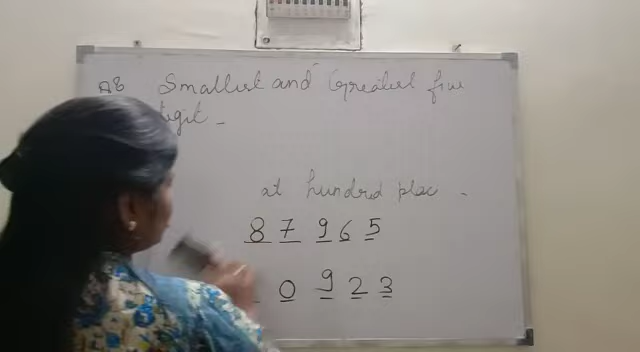 Q8 Smallest and Greatest five
digit -
at hundred place -
8 7 9 6 5
0 9 2 3